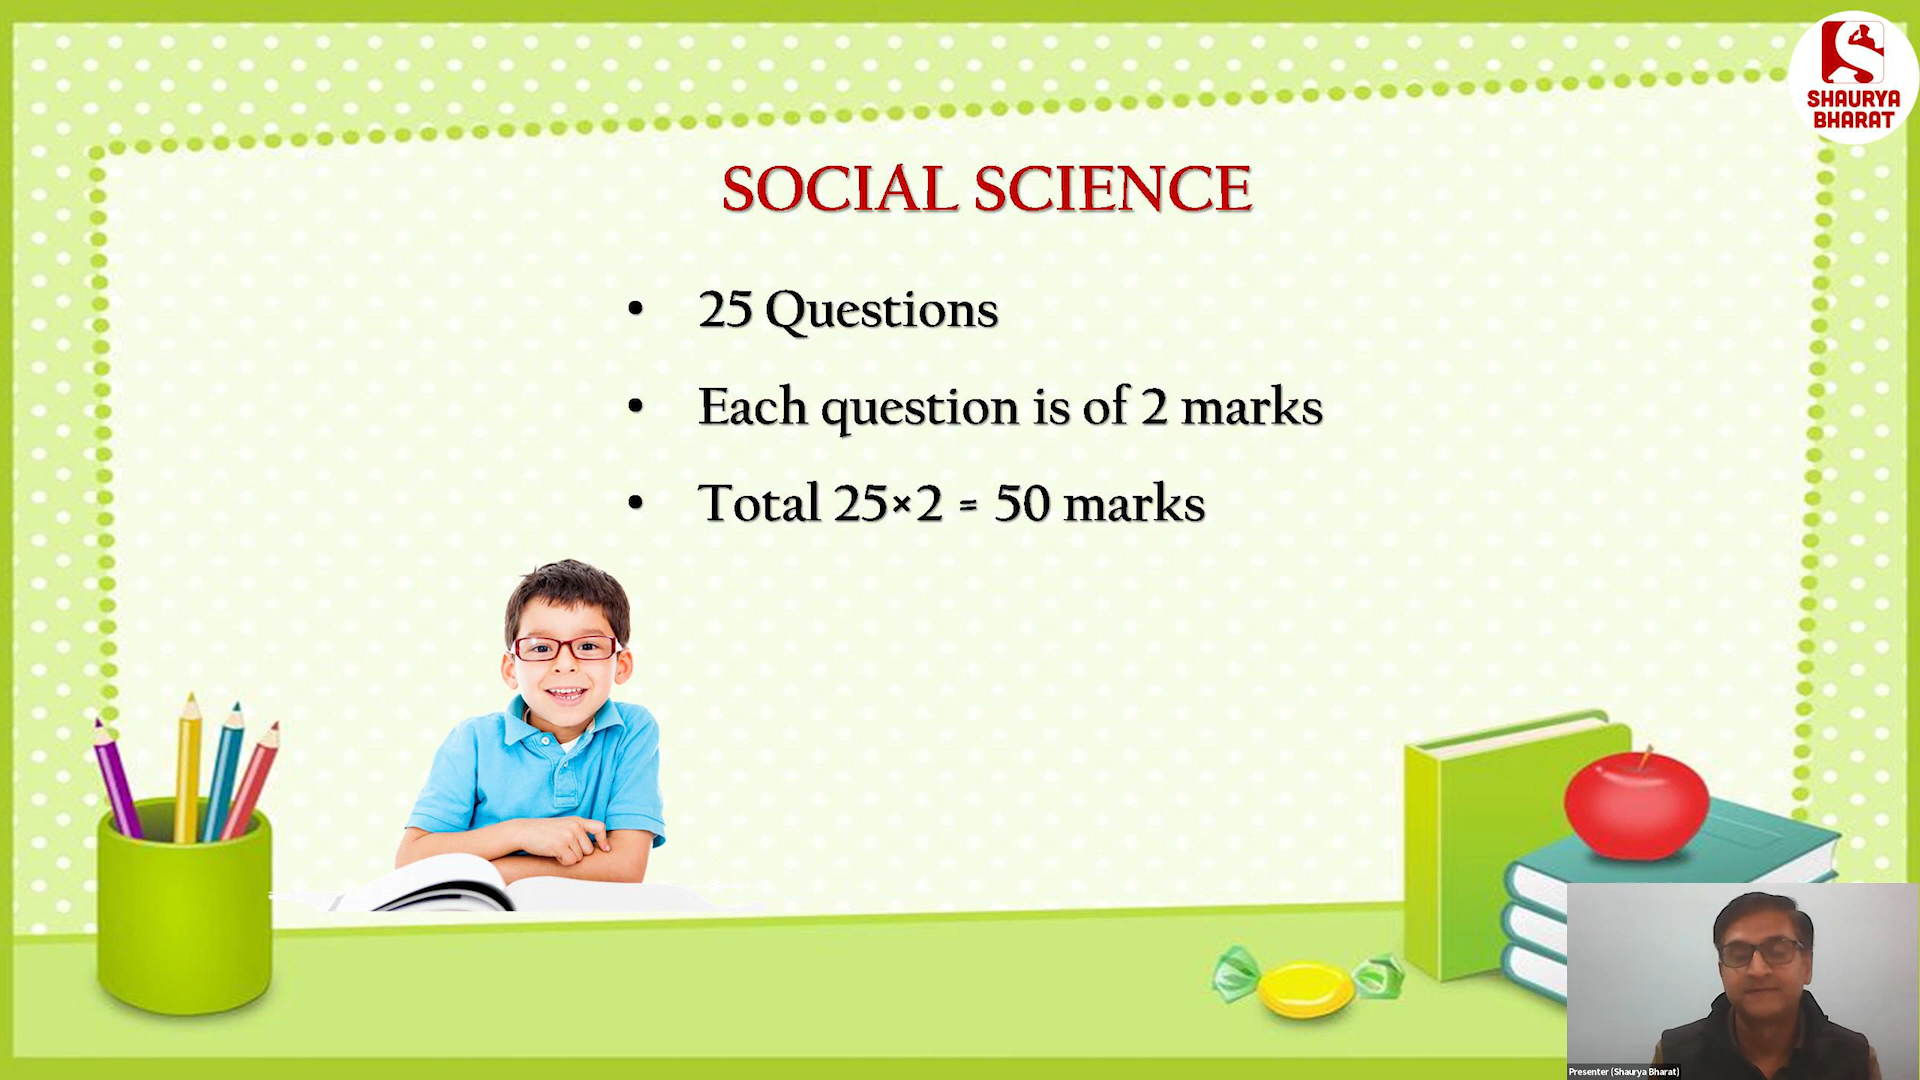 SHAURYA
BHARAT
SOCIAL SCIENCE
• 25 Questions
• Each question is of 2 marks
• Total 25×2 = 50 marks
Presenter (Shaurya Bharat)